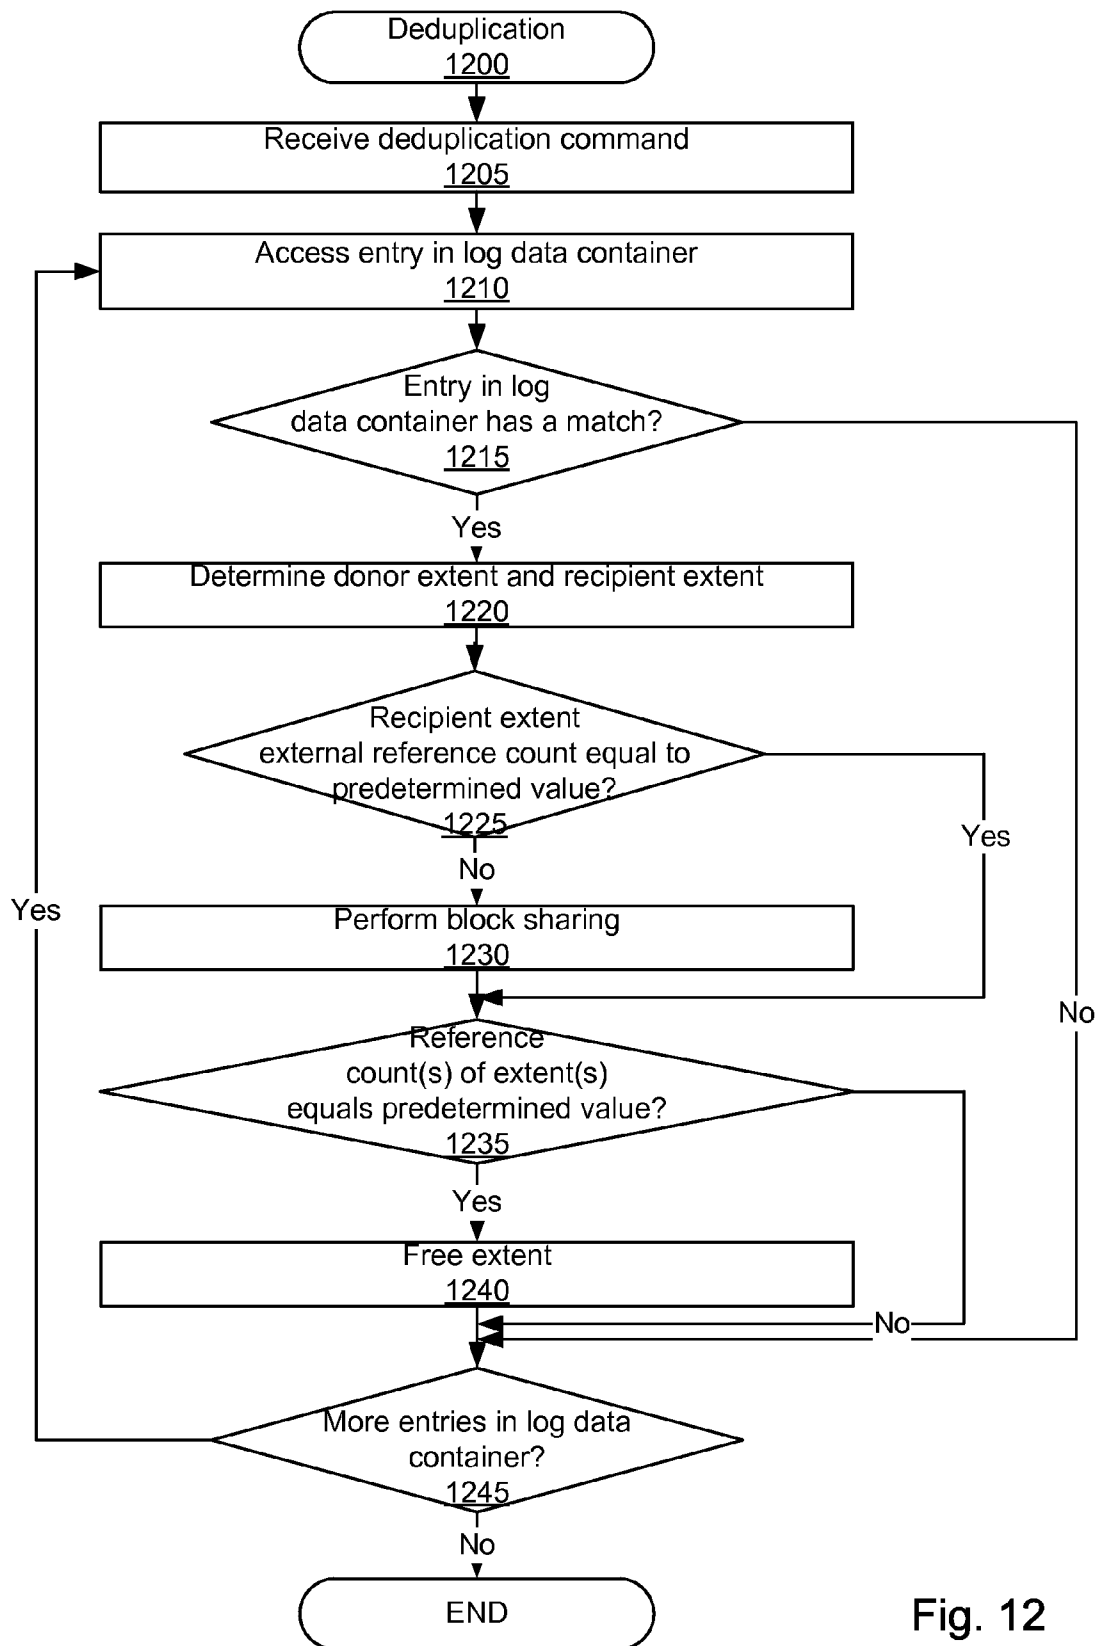 Deduplication
1200
Receive deduplication command
1205
Access entry in log data container
1210
Entry in log
data container has a match?
1215
Yes
Determine donor extent and recipient extent
1220
Recipient extent
external reference count equal to
predetermined value?
1225
Yes
No
Yes
Perform block sharing
1230
No
Reference
count(s) of extent(s)
equals predetermined value?
1235
Yes
Free extent
1240
No
More entries in log data
container?
1245
No
END
Fig. 12